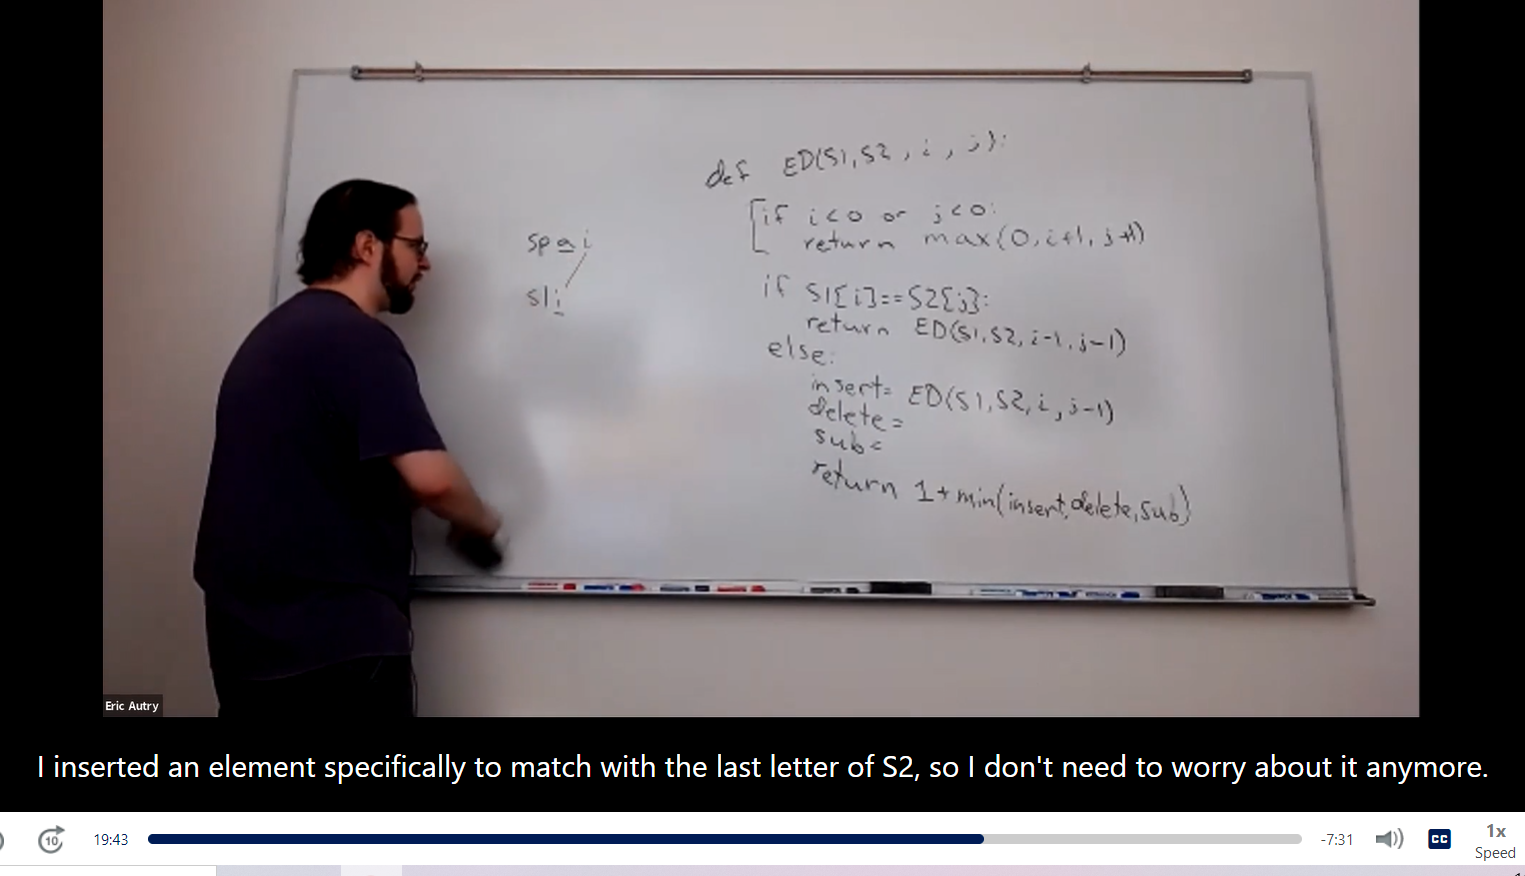 def ED(S1, S2, i, j):
if i<0 or j<0:
return max(0, i+1, j+1)
spai
sli
if S1[i]==S2[j]:
return ED(S1, S2, i-1, j-1)
else:
insert= ED(S1, S2, i, j-1)
delete=
sub=
return 1+min(insert, delete, sub)
Eric Autry
I inserted an element specifically to match with the last letter of S2, so I don't need to worry about it anymore.
10
19:43
-7:31
CC
1x
Speed